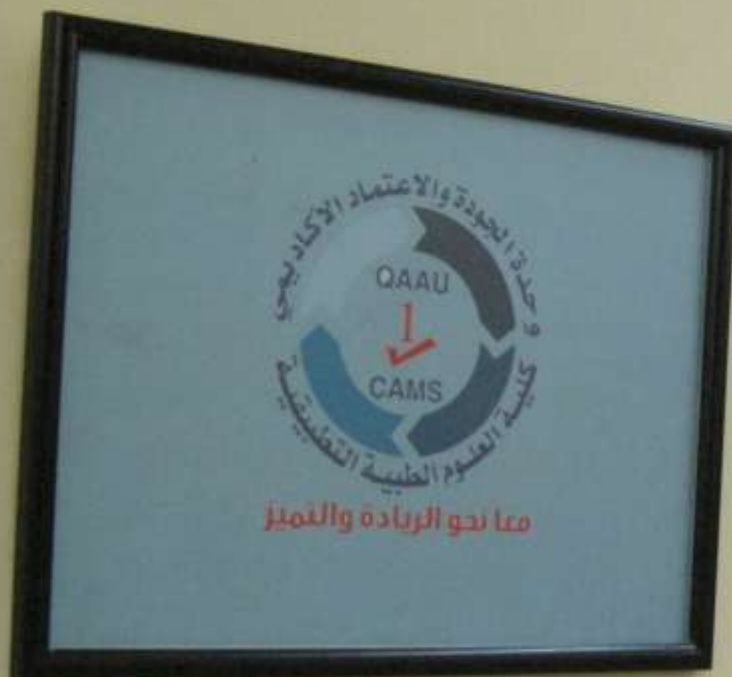 وحدة الجودة والاعتماد الأكاديمي
QAAU
1
CAMS
كلية العلوم الطبية التطبيقية
معا نحو الريادة والتميز